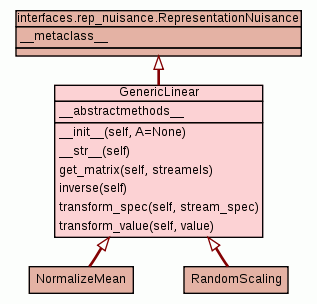 interfaces.rep_nuisance.RepresentationNuisance
__metaclass__
GenericLinear
__abstractmethods__
__init__(self, A=None)
__str__(self)
get_matrix(self, streamels)
inverse(self)
transform_spec(self, stream_spec)
transform_value(self, value)
NormalizeMean
RandomScaling